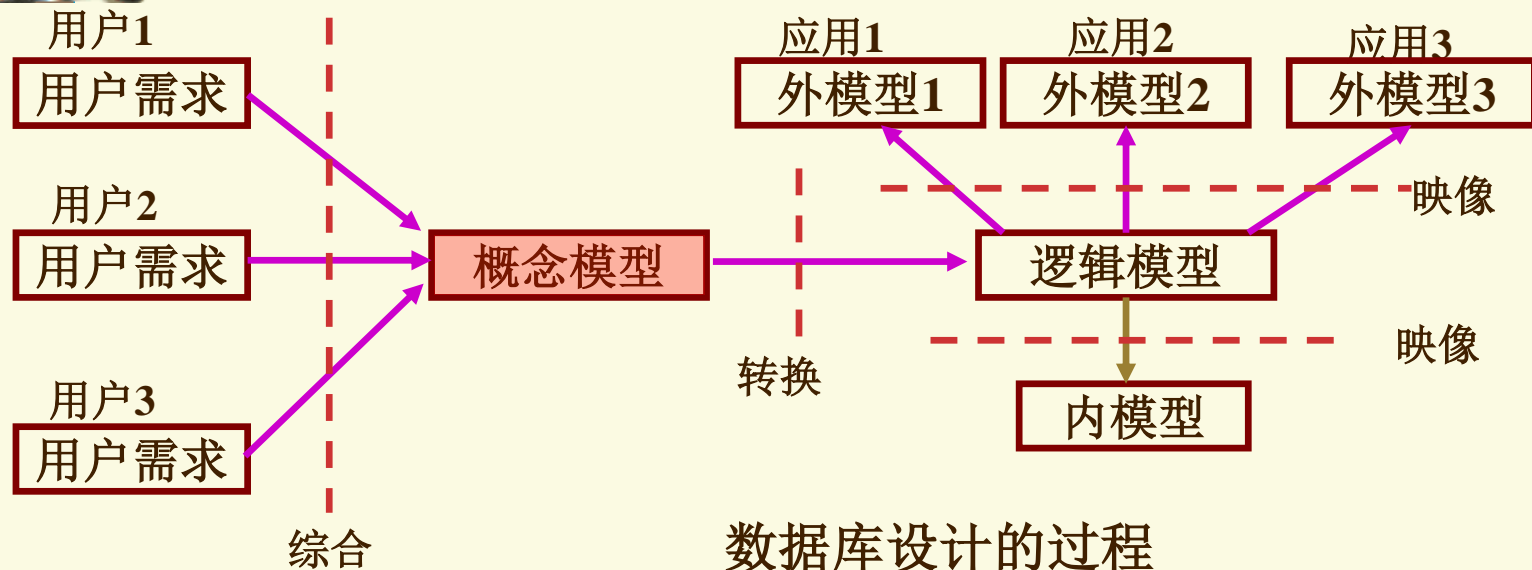 用户1
用户需求
用户2
用户需求
用户3
用户需求
综合
概念模型
转换
应用1
外模型1
应用2
外模型2
应用3
外模型3
映像
逻辑模型
映像
内模型
数据库设计的过程